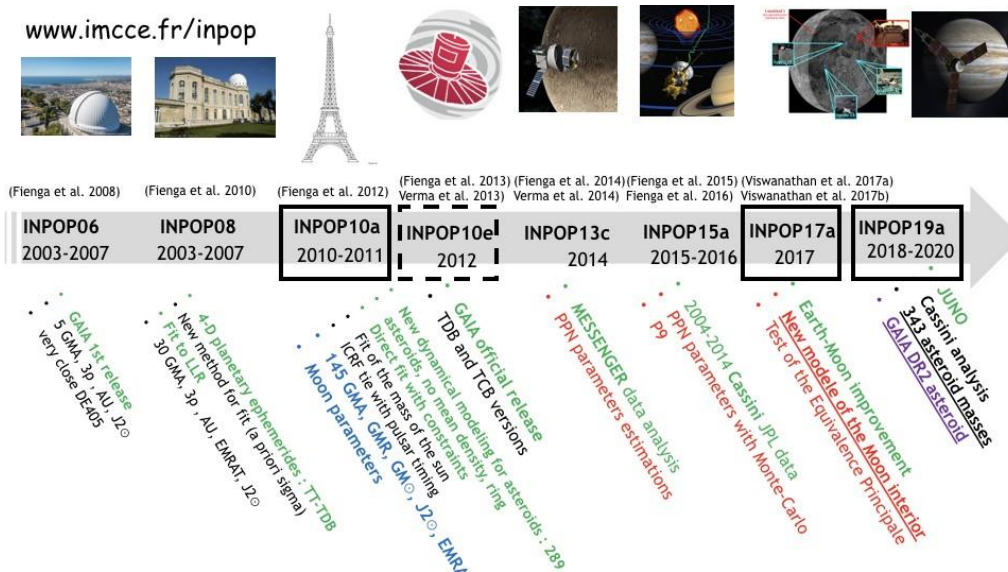 www.imcce.fr/inpop
(Fienga et al. 2008)
INPOP06
2003-2007
GAIA 1st release
5 GMA, 3p , AU, J2☉
very close DE405
(Fienga et al. 2010)
INPOP08
2003-2007
4-D planetary ephemerides : TT-TDB
New method for fit (a priori sigma)
Fit to LLR
30 GMA, 3p , AU, EMRAT, J2☉
(Fienga et al. 2012)
INPOP10a
2010-2011
New dynamical modeling for asteroids : 289
asteroids, no mean density, ring
Direct fit with constraints
Fit of the mass of the sun
ICRF tie with pulsar timing
145 GMA, GMR, GM☉, J2☉, EMRA
Moon parameters
(Fienga et al. 2013)
Verma et al. 2013)
INPOP10e
2012
GAIA official release
TDB and TCB versions
(Fienga et al. 2014)
Verma et al. 2014)
INPOP13c
2014
MESSENGER data analysis
PPN parameters estimations
(Fienga et al. 2015)
Fienga et al. 2016)
INPOP15a
2015-2016
2004-2014 Cassini JPL data
PPN parameters with Monte-Carlo
P9
(Viswanathan et al. 2017a)
Viswanathan et al. 2017b)
INPOP17a
2017
Earth-Moon improvement
New modele of the Moon interior
Test of the Equivalence Principale
INPOP19a
2018-2020
JUNO
Cassini analysis
343 asteroid masses
GAIA DR2 asteroid